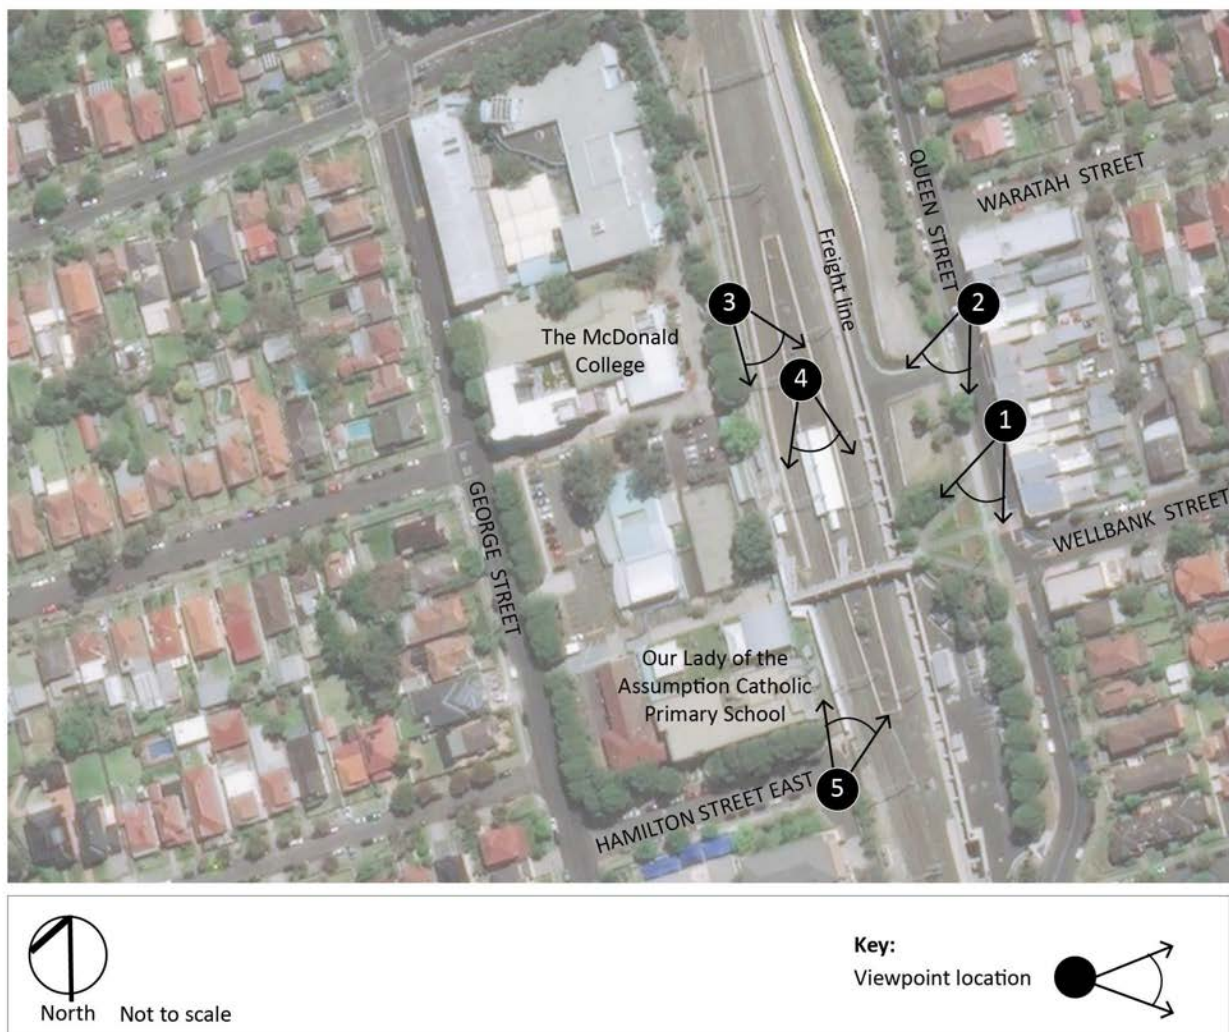 WARATAH STREET
QUEEN STREET
Freight line
3
2
The McDonald
College
4
1
GEORGE STREET
WELLBANK STREET
Our Lady of the
Assumption Catholic
Primary School
5
HAMILTON STREET EAST
Key:
Viewpoint location
North
Not to scale